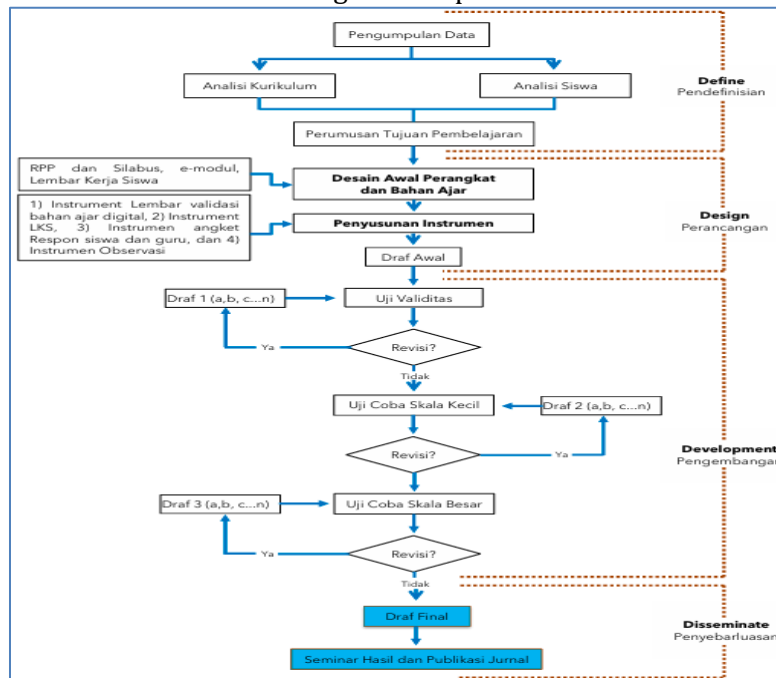 Pengumpulan Data
Analisi Kurikulum
Analisi Siswa
Define
Pendefinisian
Perumusan Tujuan Pembelajaran
RPP dan Silabus, e-modul,
Lembar Kerja Siswa
Desain Awal Perangkat
dan Bahan Ajar
1) Instrument Lembar validasi
bahan ajar digital, 2) Instrument
LKS, 3) Instrumen angket
Respon siswa dan guru, dan 4)
Instrumen Observasi
Penyusunan Instrumen
Design
Perancangan
Draf Awal
Draf 1 (a,b, c...n)
Uji Validitas
Revisi?
Ya
Tidak
Uji Coba Skala Kecil
Draf 2 (a,b, c...n)
Revisi?
Ya
Development
Pengembangan
Draf 3 (a,b, c...n)
Uji Coba Skala Besar
Revisi?
Ya
Tidak
Draf Final
Disseminate
Penyebarluasan
Seminar Hasil dan Publikasi Jurnal